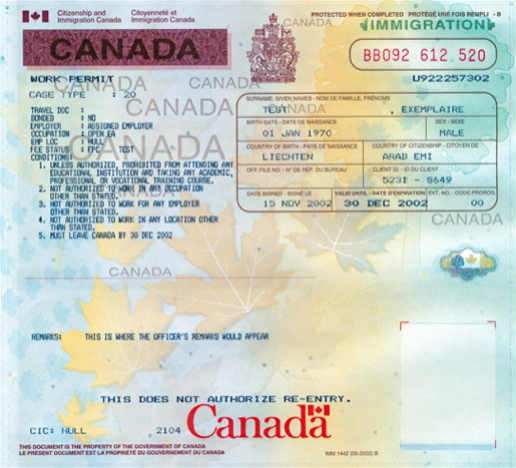 Citizenship and Immigration Canada
Citoyenneté et Immigration Canada
PROTECTED WHEN COMPLETED PROTÉGÉ UNE FOIS REMPLI - B
IMMIGRATION
CANADA
CANADA
BB092 612 520
WORK PERMIT
CANADA
U922257302
CASE TYPE : 20
CANADA
SURNAME, GIVEN NAMES - NOM DE FAMILLE, PRÉNOMS
TEST , EXEMPLAIRE
TRAVEL DOC :
BONDED : NO
EMPLOYER : ASSIGNED EMPLOYER
OCCUPATION : OPEN EA
EMP LOC : HULL
FEE STATUS : FPC TEST
CANADA
BIRTH DATE - DATE DE NAISSANCE
SEX - SEXE
01 JAN 1970
MALE
COUNTRY OF BIRTH - PAYS DE NAISSANCE
COUNTRY OF CITIZENSHIP - CITOYEN DE
LIECHTEN
ARAB EMI
CONDITIONS:
1. UNLESS AUTHORIZED, PROHIBITED FROM ATTENDING ANY
EDUCATIONAL INSTITUTION AND TAKING ANY ACADEMIC,
PROFESSIONAL OR VOCATIONAL TRAINING COURSE.
2. NOT AUTHORIZED TO WORK IN ANY OCCUPATION
OTHER THAN STATED.
3. NOT AUTHORIZED TO WORK FOR ANY EMPLOYER
OTHER THAN STATED.
4. NOT AUTHORIZED TO WORK IN ANY LOCATION OTHER
THAN STATED.
5. MUST LEAVE CANADA BY 30 DEC 2002
CANADA
OFF. FILE NO. - Nº DE RÉF. DU BUREAU
CLIENT ID - ID DU CLIENT
5231 - 8649
DATE SIGNED - SIGNÉ LE
VALID UNTIL - DATE D'EXPIRATION
EXT. NO. - CODE PROROG.
15 NOV 2002
30 DEC 2002
00
CANADA
CANADA
REMARKS: THIS IS WHERE THE OFFICER'S REMARKS WOULD APPEAR
THIS DOES NOT AUTHORIZE RE-ENTRY.
CIC: HULL 2104
Canada
THIS DOCUMENT IS THE PROPERTY OF THE GOVERNMENT OF CANADA
LE PRÉSENT DOCUMENT EST LA PROPRIÉTÉ DU GOUVERNEMENT DU CANADA
IMM 1442 (06-2002) B